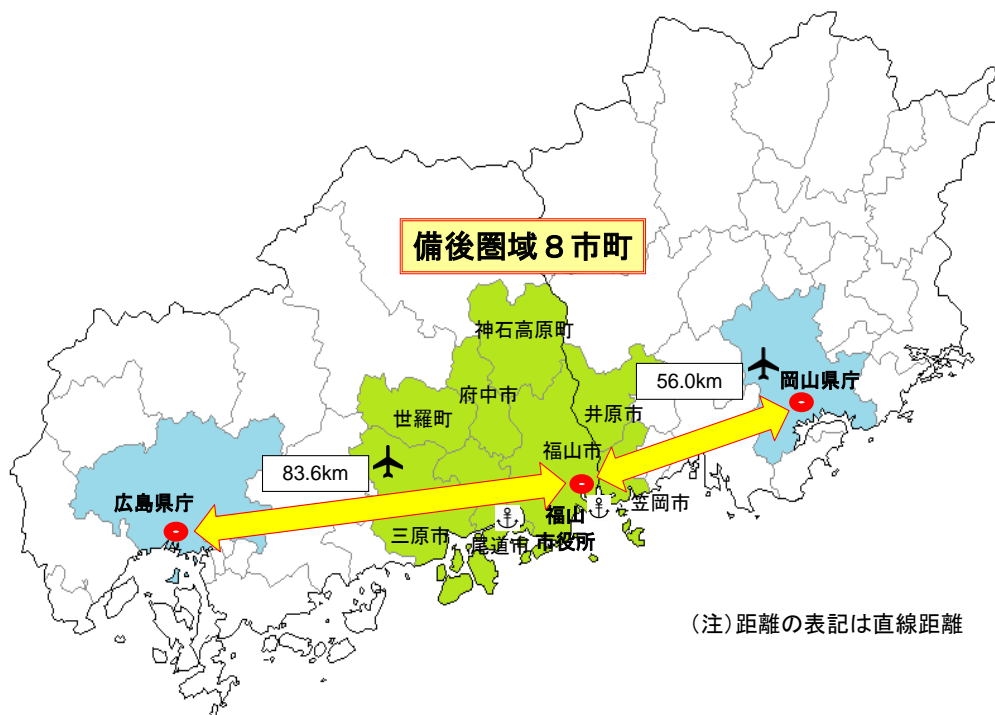 備後圏域８市町
神石高原町
56.0km
岡山県庁
府中市
世羅町
井原市
福山市
83.6km
広島県庁
笠岡市
福山
市役所
三原市
尾道市
（注）距離の表記は直線距離